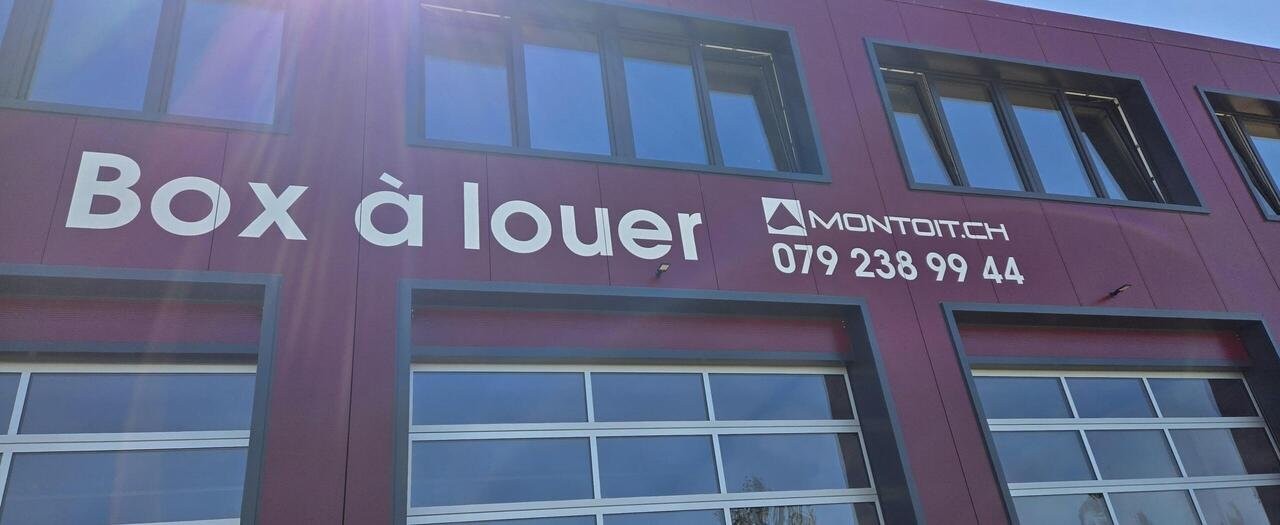 Box à louer
MONTOIT.CH
079 238 99 44